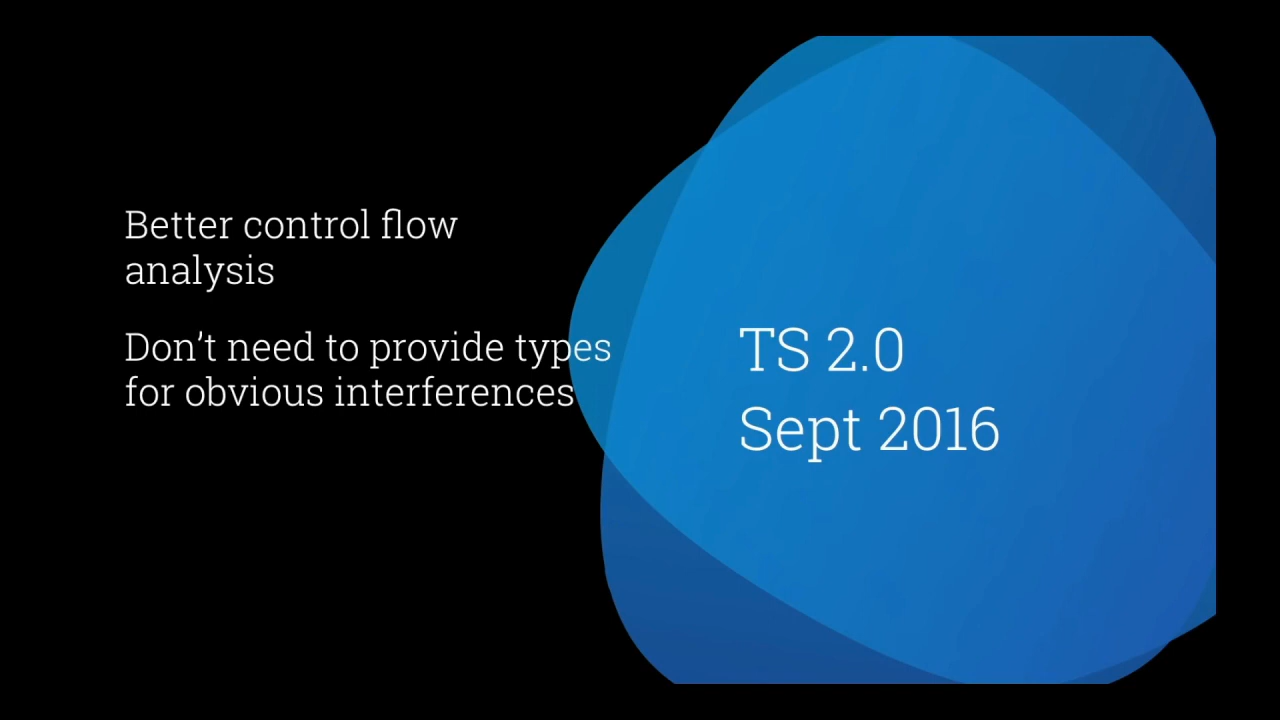 Better control flow
analysis
Don’t need to provide types
for obvious interferences
TS 2.0
Sept 2016